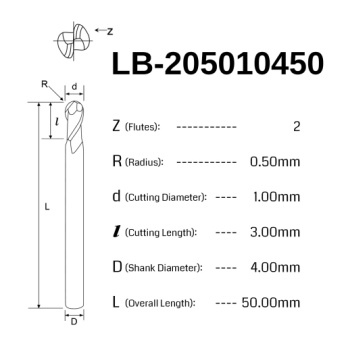 Z
LB-205010450
R
d
Z (Flutes): ----------- 2
l
R (Radius): ----------- 0.50mm
d (Cutting Diameter): ---- 1.00mm
L
l (Cutting Length): ------ 3.00mm
D (Shank Diameter): ---- 4.00mm
L (Overall Length): ---- 50.00mm
D